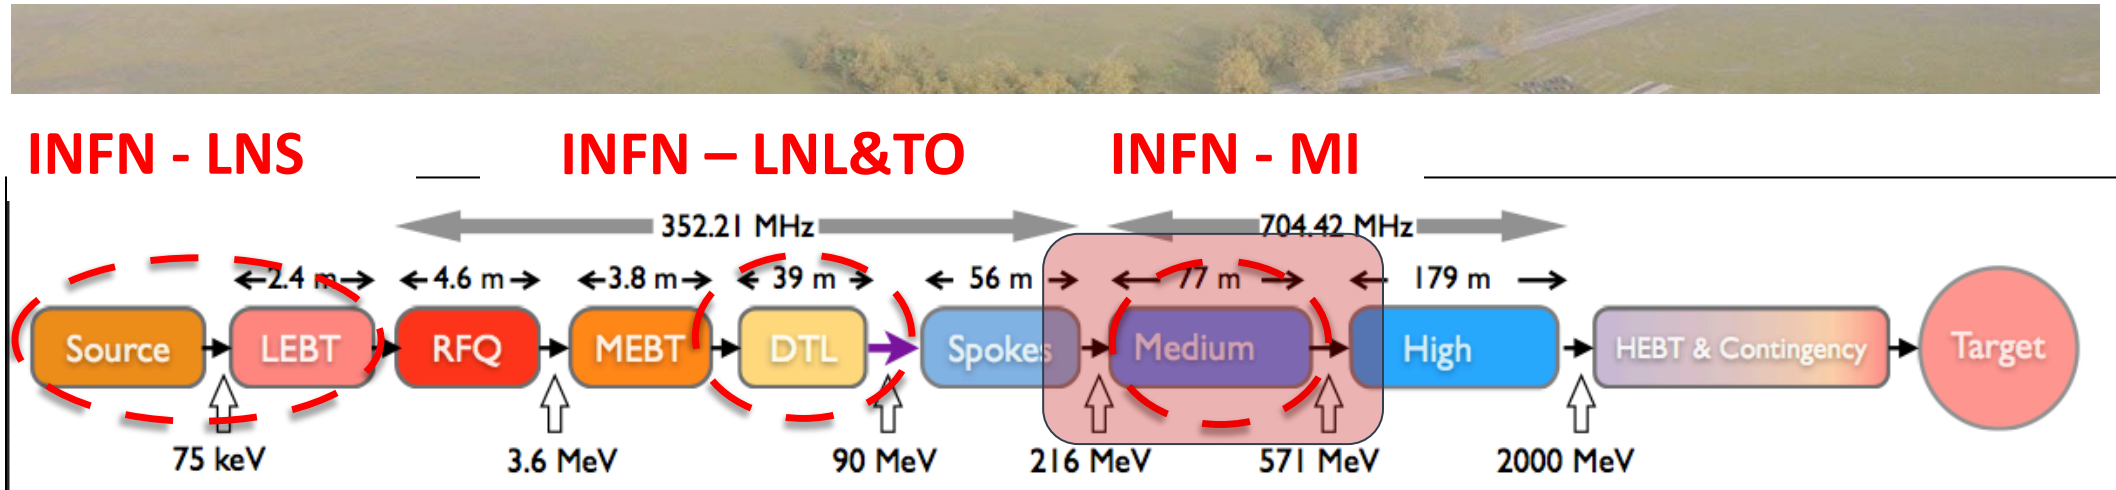 INFN - LNS INFN – LNL&TO INFN - MI
352.21 MHz 704.42 MHz
2.4 m 4.6 m 3.8 m 39 m 56 m 77 m 179 m
Source LEBT RFQ MEBT DTL Spokes Medium High HEBT & Contingency Target
75 keV 3.6 MeV 90 MeV 216 MeV 571 MeV 2000 MeV